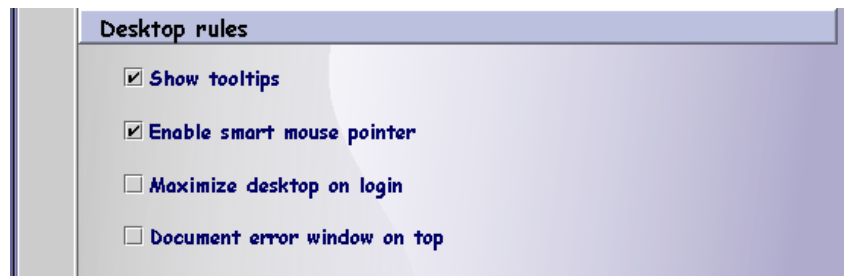 Desktop rules
Show tooltips
Enable smart mouse pointer
Maximize desktop on login
Document error window on top